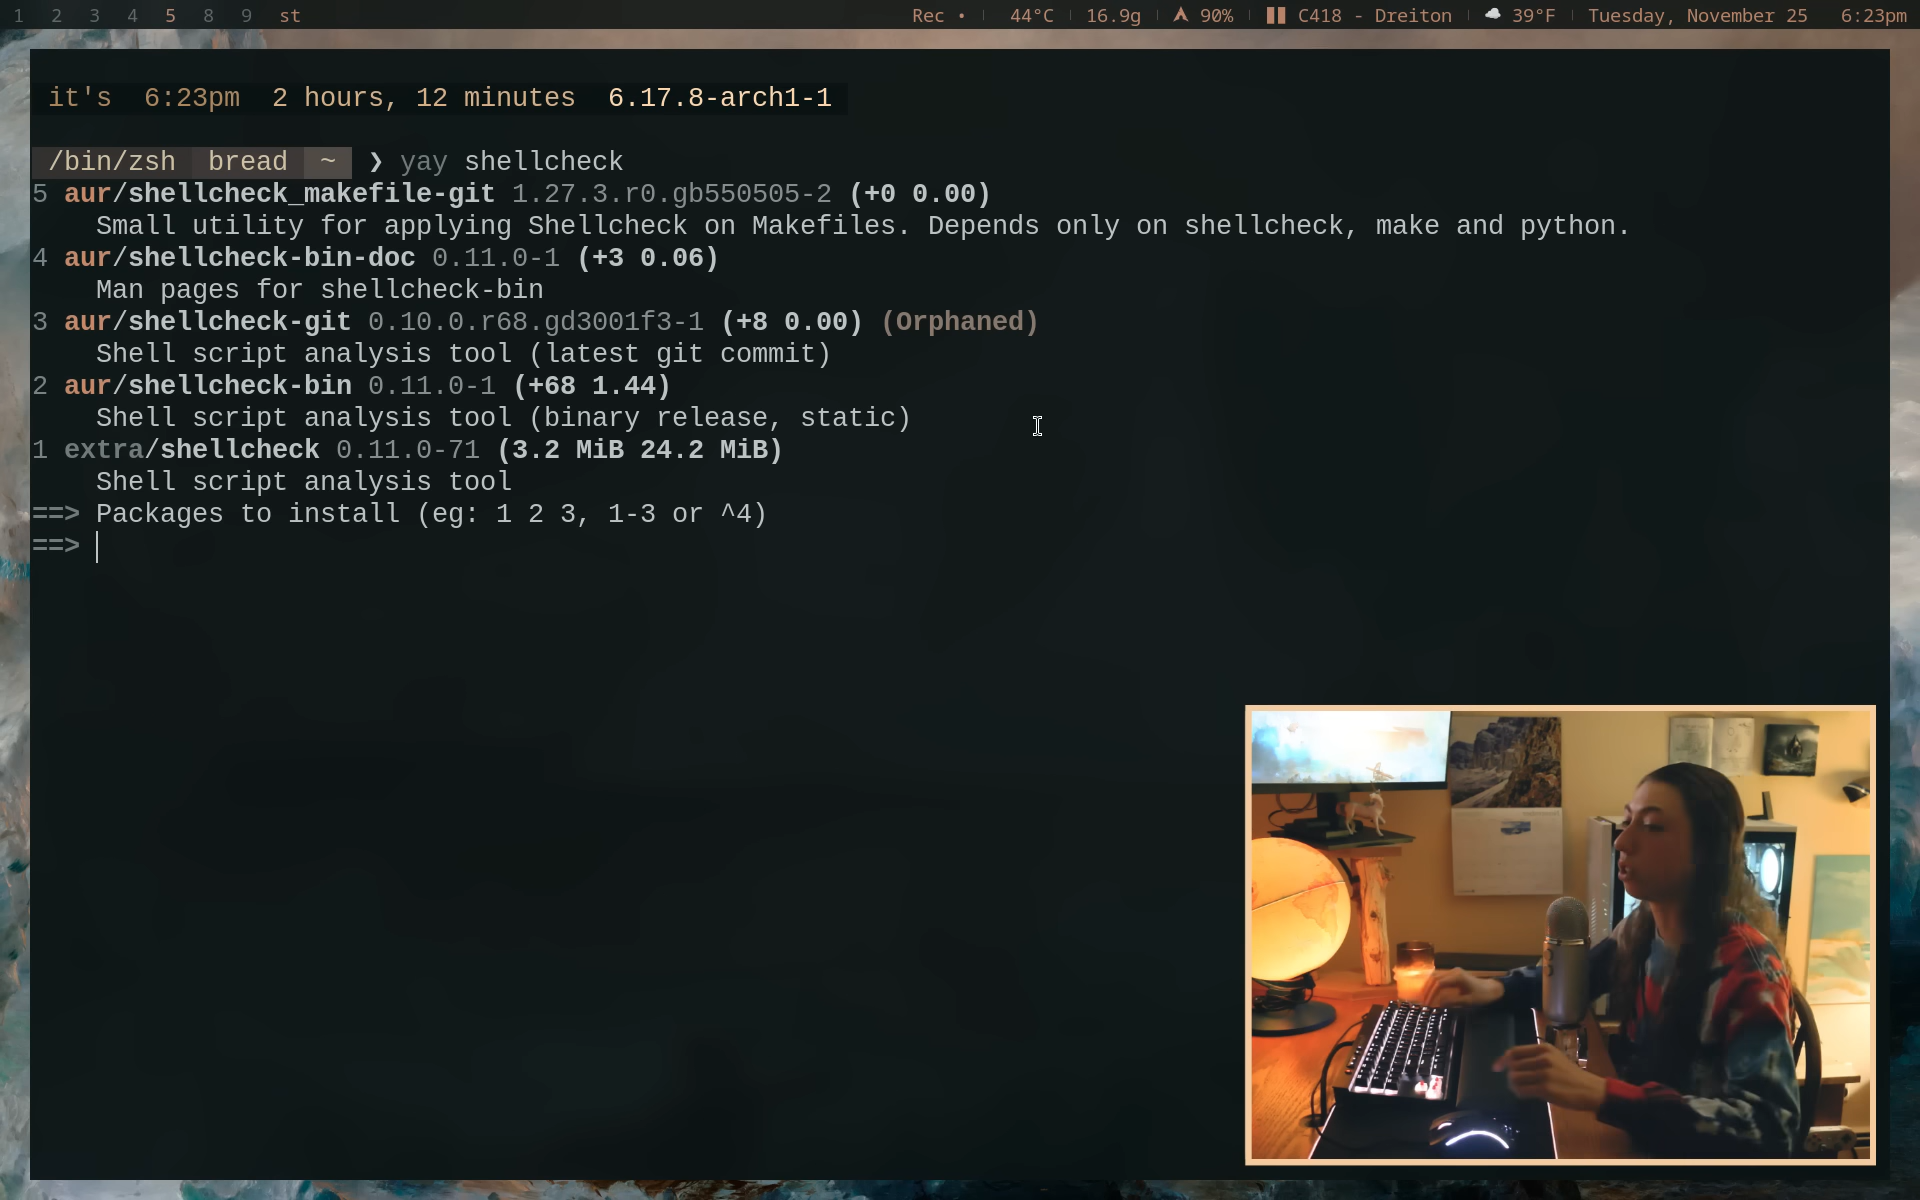 1 2 3 4 5 8 9 st Rec • 44°C 16.9g 90% C418 - Dreiton 39°F Tuesday, November 25 6:23pm
it's 6:23pm 2 hours, 12 minutes 6.17.8-arch1-1
/bin/zsh bread ~ ❯ yay shellcheck
5 aur/shellcheck_makefile-git 1.27.3.r0.gb550505-2 (+0 0.00)
Small utility for applying Shellcheck on Makefiles. Depends only on shellcheck, make and python.
4 aur/shellcheck-bin-doc 0.11.0-1 (+3 0.06)
Man pages for shellcheck-bin
3 aur/shellcheck-git 0.10.0.r68.gd3001f3-1 (+8 0.00) (Orphaned)
Shell script analysis tool (latest git commit)
2 aur/shellcheck-bin 0.11.0-1 (+68 1.44)
Shell script analysis tool (binary release, static)
1 extra/shellcheck 0.11.0-71 (3.2 MiB 24.2 MiB)
Shell script analysis tool
==> Packages to install (eg: 1 2 3, 1-3 or ^4)
==>